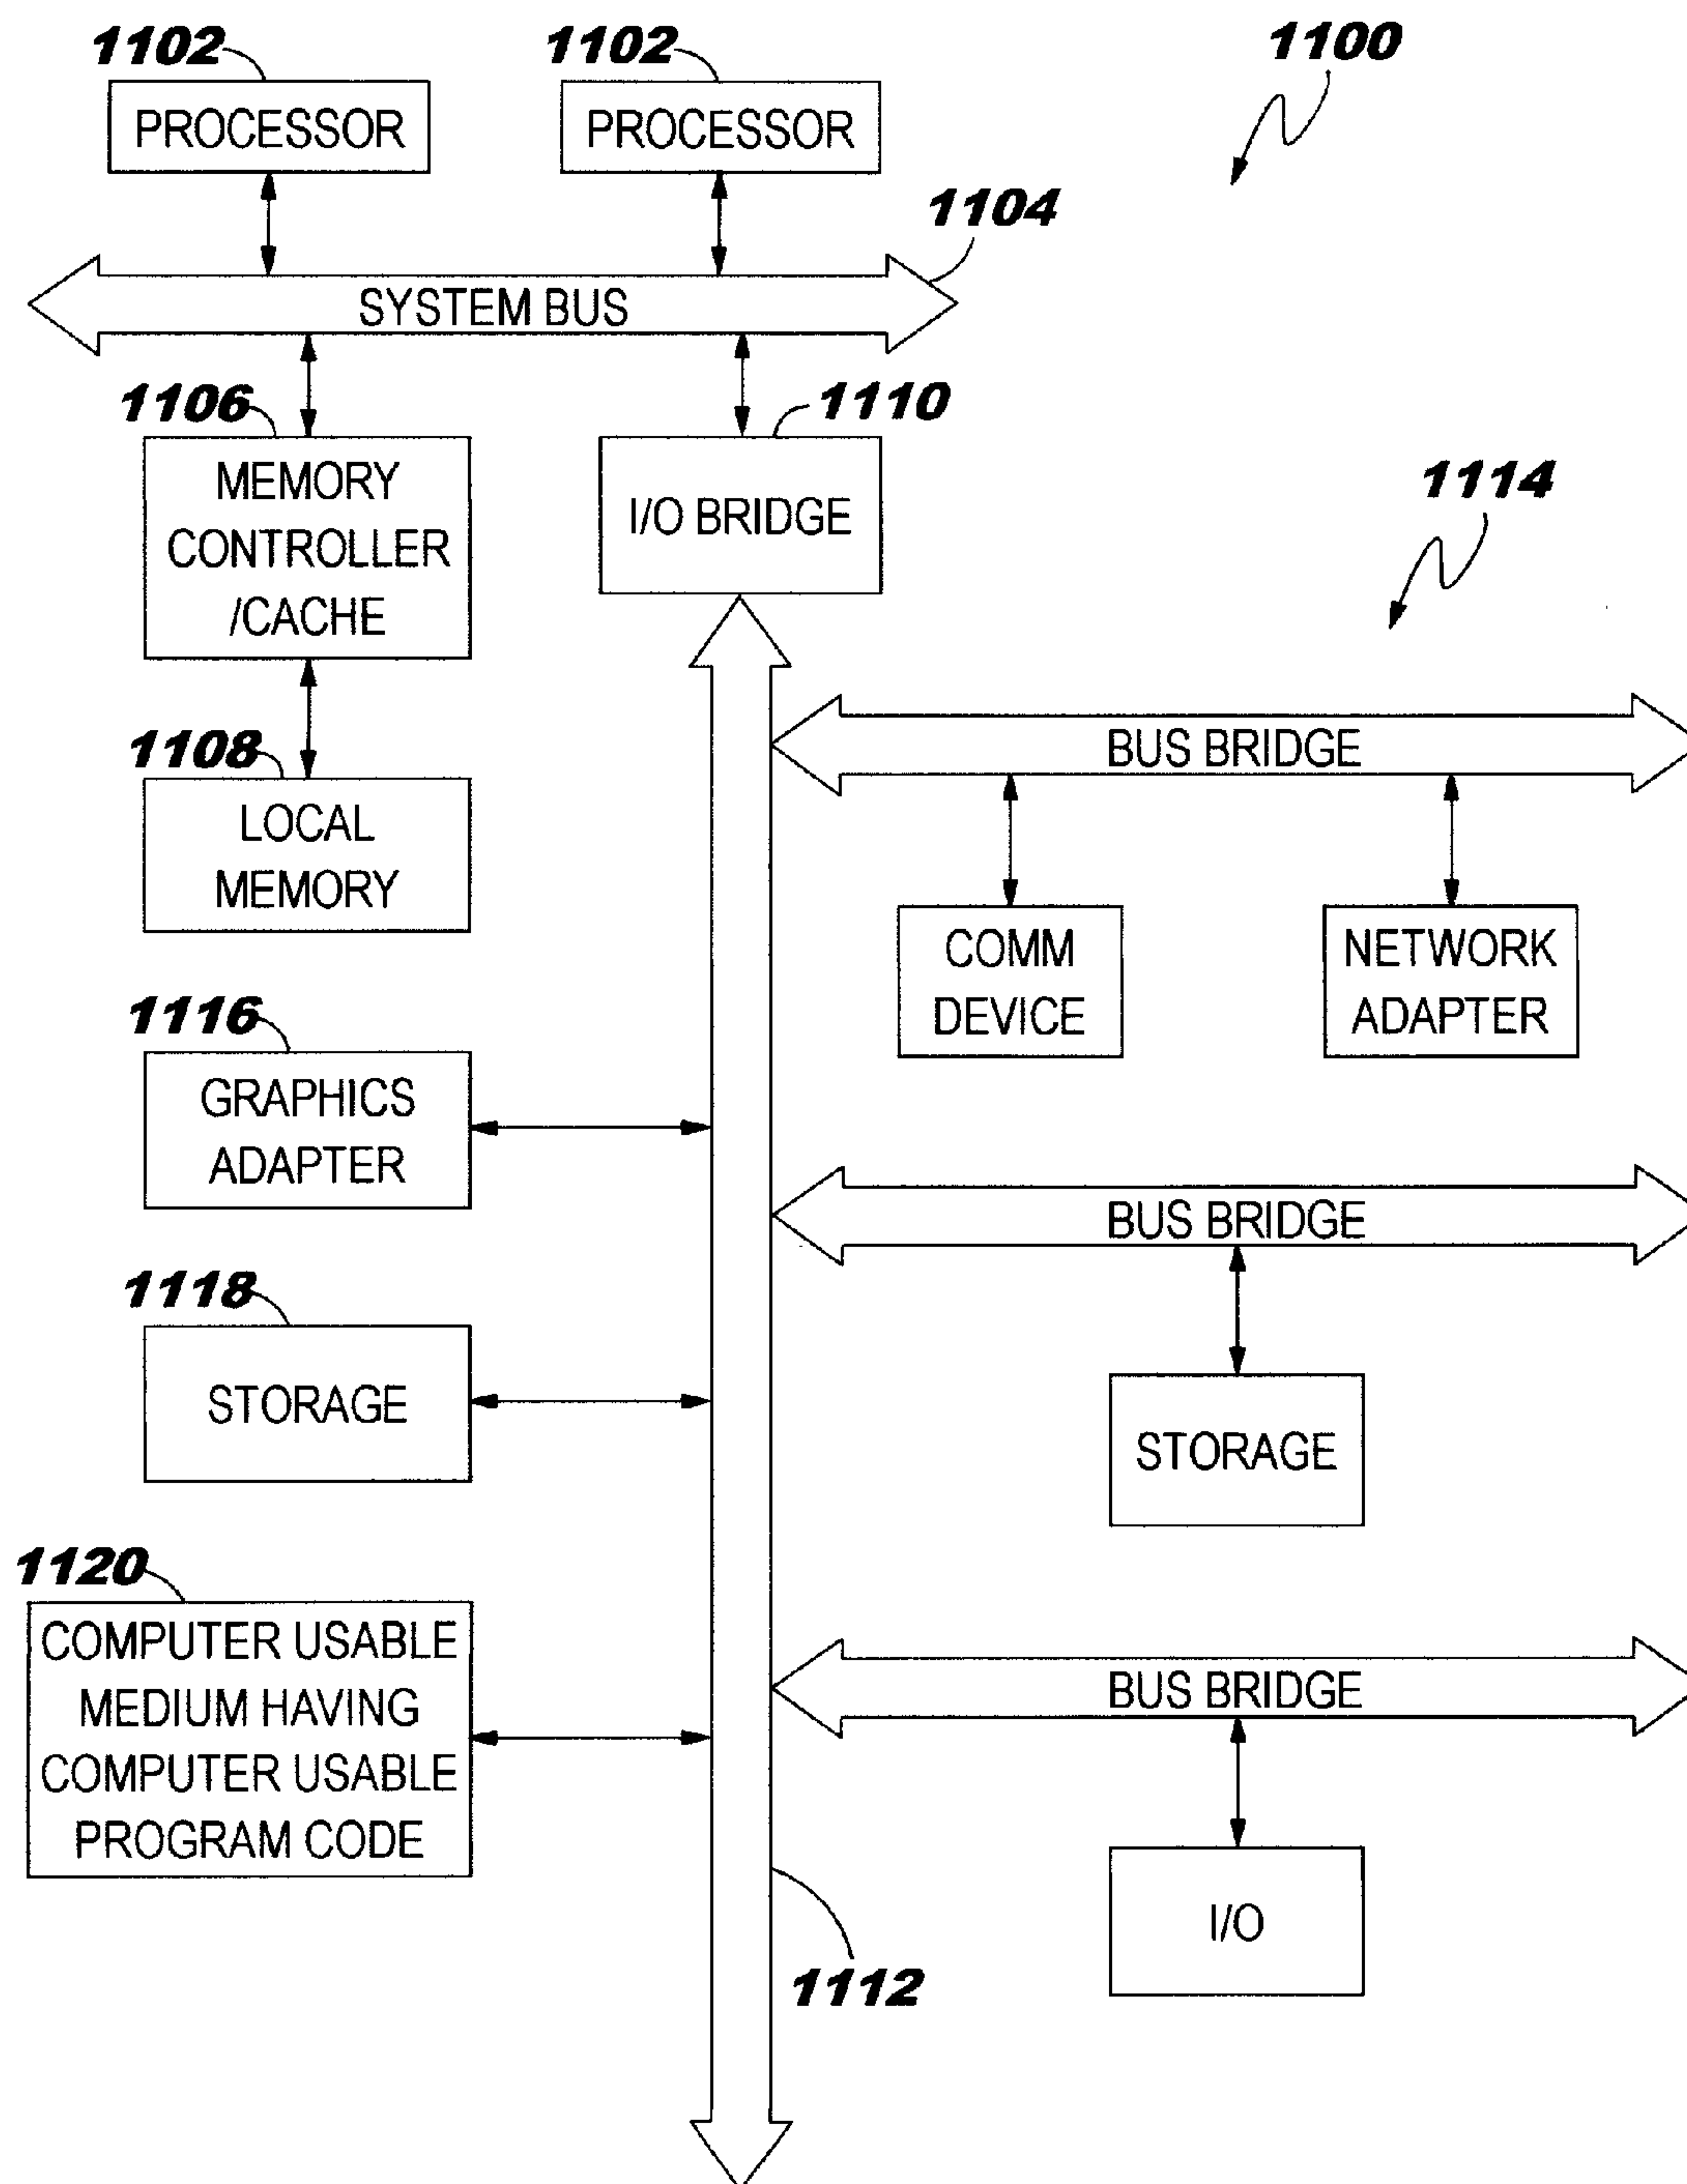 1102
PROCESSOR
1102
PROCESSOR
1100
1104
SYSTEM BUS
1106
MEMORY
CONTROLLER
/CACHE
1110
I/O BRIDGE
1114
1108
LOCAL
MEMORY
BUS BRIDGE
COMM
DEVICE
NETWORK
ADAPTER
1116
GRAPHICS
ADAPTER
BUS BRIDGE
1118
STORAGE
STORAGE
1120
COMPUTER USABLE
MEDIUM HAVING
COMPUTER USABLE
PROGRAM CODE
BUS BRIDGE
I/O
1112